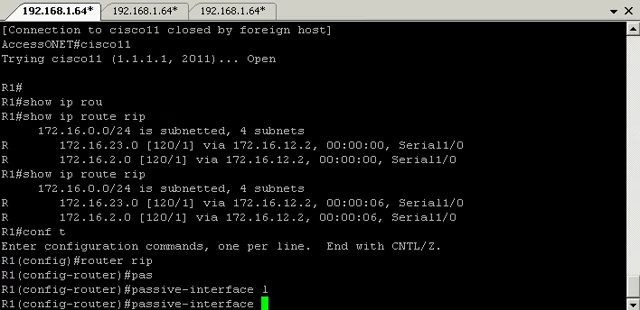 192.168.1.64* 192.168.1.64* 192.168.1.64*
[Connection to cisco11 closed by foreign host]
AccessONET#cisco11
Trying cisco11 (1.1.1.1, 2011)... Open
R1#
R1#show ip rou
R1#show ip route rip
172.16.0.0/24 is subnetted, 4 subnets
R 172.16.23.0 [120/1] via 172.16.12.2, 00:00:00, Serial1/0
R 172.16.2.0 [120/1] via 172.16.12.2, 00:00:00, Serial1/0
R1#show ip route rip
172.16.0.0/24 is subnetted, 4 subnets
R 172.16.23.0 [120/1] via 172.16.12.2, 00:00:06, Serial1/0
R 172.16.2.0 [120/1] via 172.16.12.2, 00:00:06, Serial1/0
R1#conf t
Enter configuration commands, one per line. End with CNTL/Z.
R1(config)#router rip
R1(config-router)#pas
R1(config-router)#passive-interface l
R1(config-router)#passive-interface